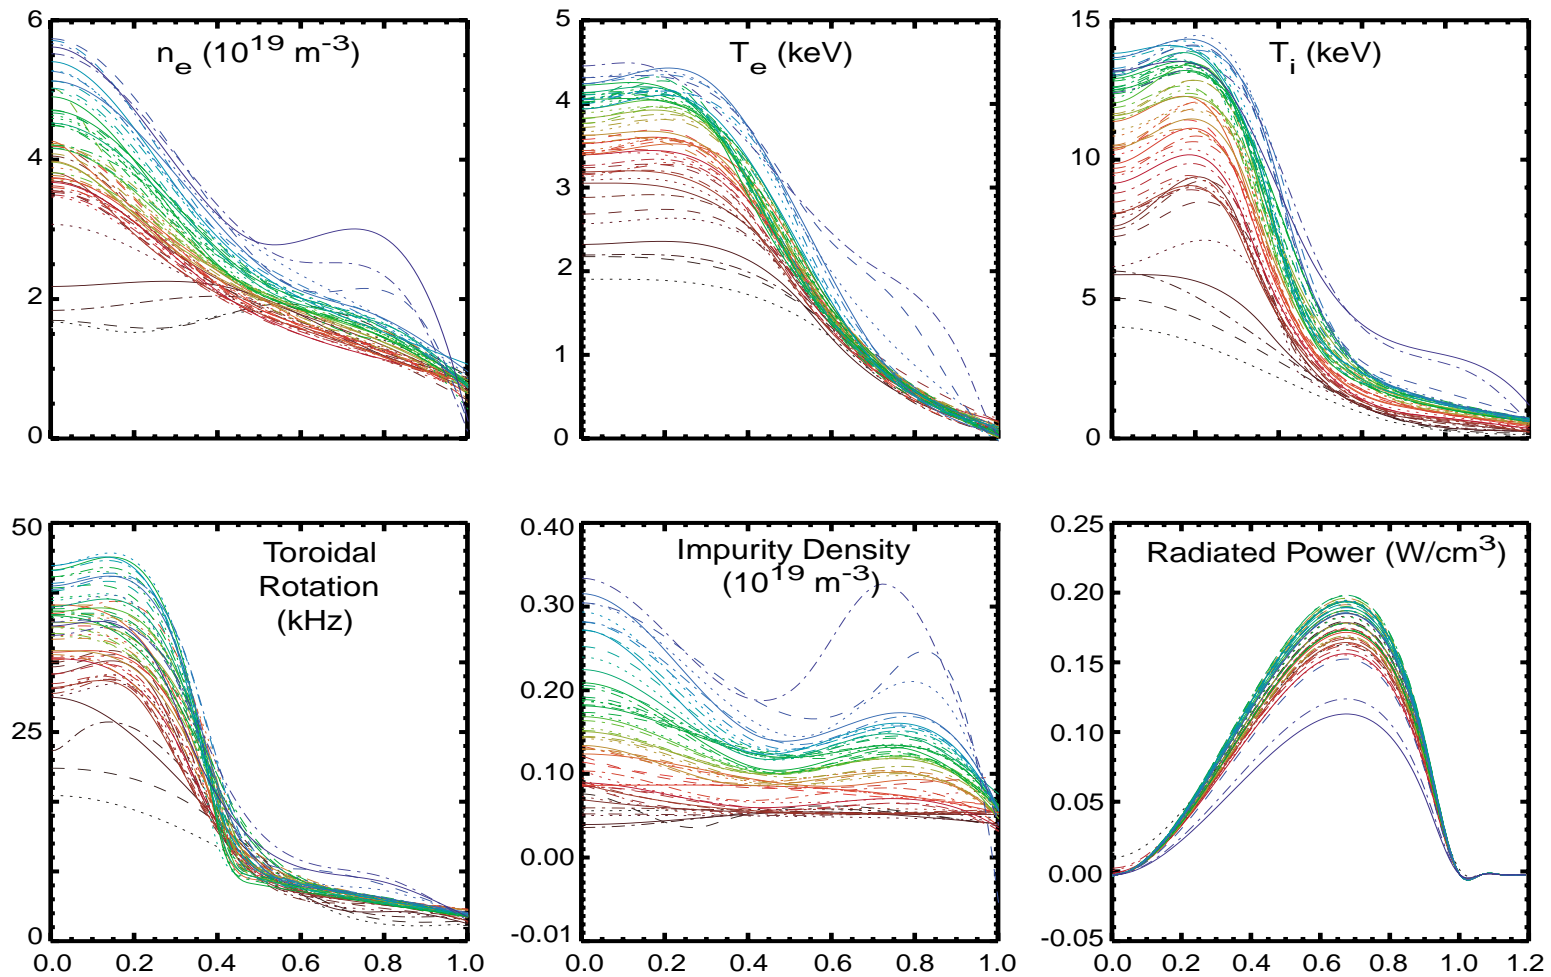 n_e (10^19 m^-3)
6
4
2
0
T_e (keV)
5
4
3
2
1
0
T_i (keV)
15
10
5
0
Toroidal
Rotation
(kHz)
50
25
0
0.0 0.2 0.4 0.6 0.8 1.0
Impurity Density
(10^19 m^-3)
0.40
0.30
0.20
0.10
0.00
-0.01
0.0 0.2 0.4 0.6 0.8 1.0
Radiated Power (W/cm^3)
0.25
0.20
0.15
0.10
0.05
0.00
-0.05
0.0 0.2 0.4 0.6 0.8 1.0 1.2